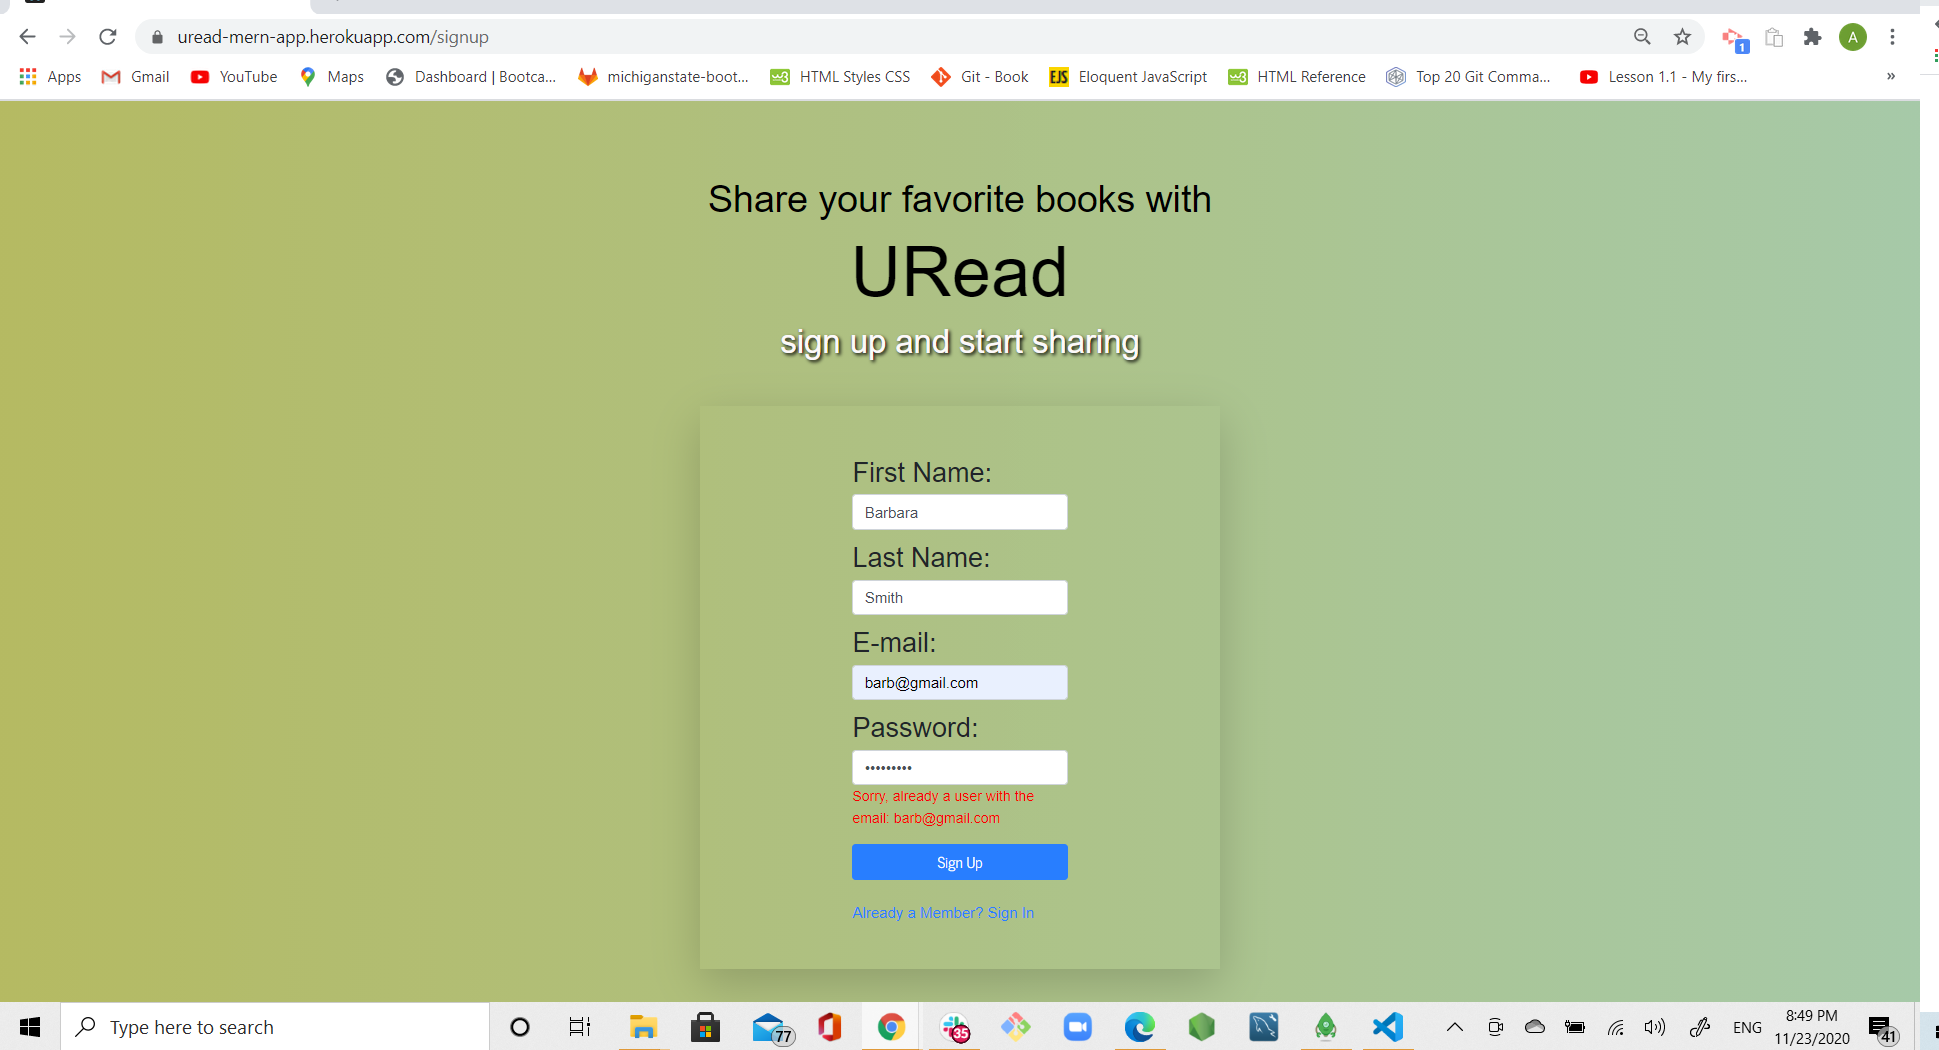 uread-mern-app.herokuapp.com/signup
1
A
Apps
Gmail
YouTube
Maps
Dashboard | Bootca...
michiganstate-boot...
HTML Styles CSS
EJS
Git - Book
Eloquent JavaScript
HTML Reference
Top 20 Git Comma...
Lesson 1.1 - My firs...
»
Share your favorite books with
URead
sign up and start sharing
First Name:
Barbara
Last Name:
Smith
E-mail:
barb@gmail.com
Password:
•••••••••
Sorry, already a user with the
email: barb@gmail.com
Sign Up
Already a Member? Sign In
Type here to search
77
35
ENG
8:49 PM
11/23/2020
41